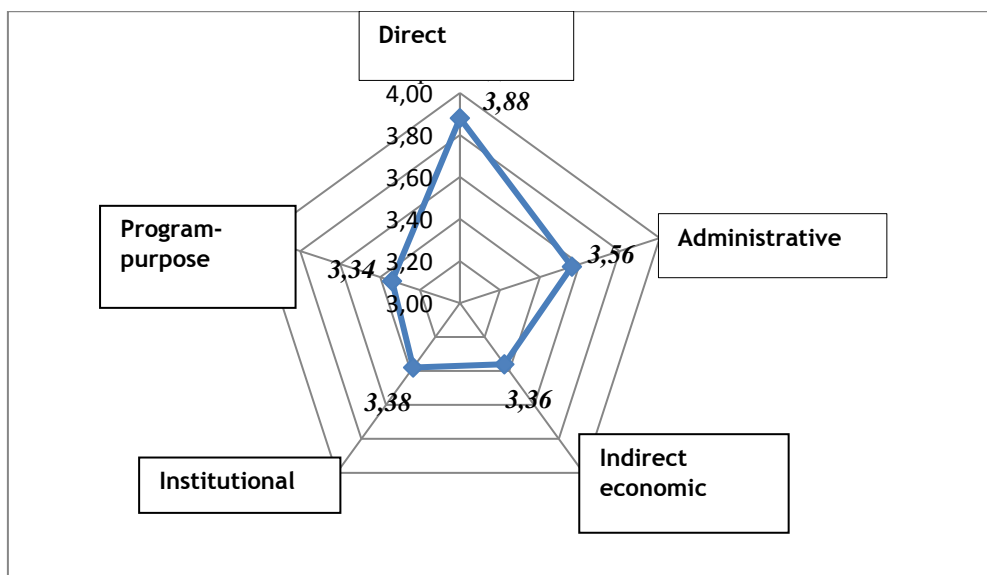 Direct
4,00
3,88
3,80
3,60
3,40
3,20
3,00
Program-
purpose
3,34
3,56
Administrative
3,38
3,36
Institutional
Indirect
economic